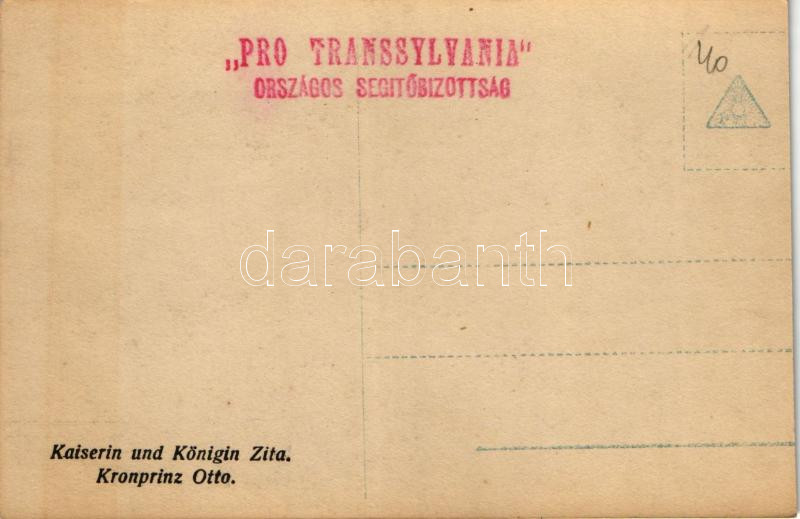 „PRO TRANSSYLVANIA"
ORSZÁGOS SEGITŐBIZOTTSÁG
40
darabanth
Kaiserin und Königin Zita.
Kronprinz Otto.